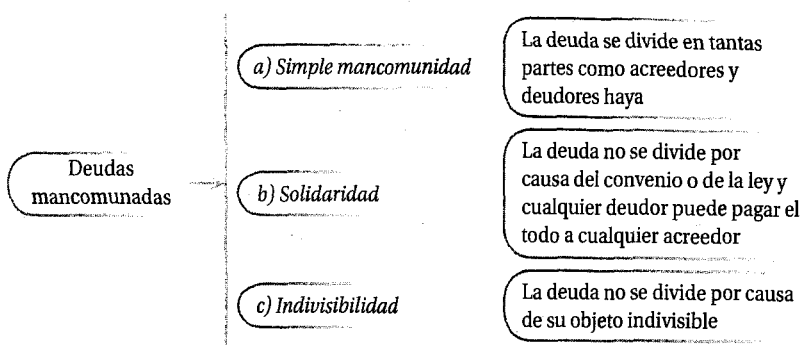 Deudas
mancomunadas
a) Simple mancomunidad
La deuda se divide en tantas
partes como acreedores y
deudores haya
b) Solidaridad
La deuda no se divide por
causa del convenio o de la ley y
cualquier deudor puede pagar el
todo a cualquier acreedor
c) Indivisibilidad
La deuda no se divide por causa
de su objeto indivisible